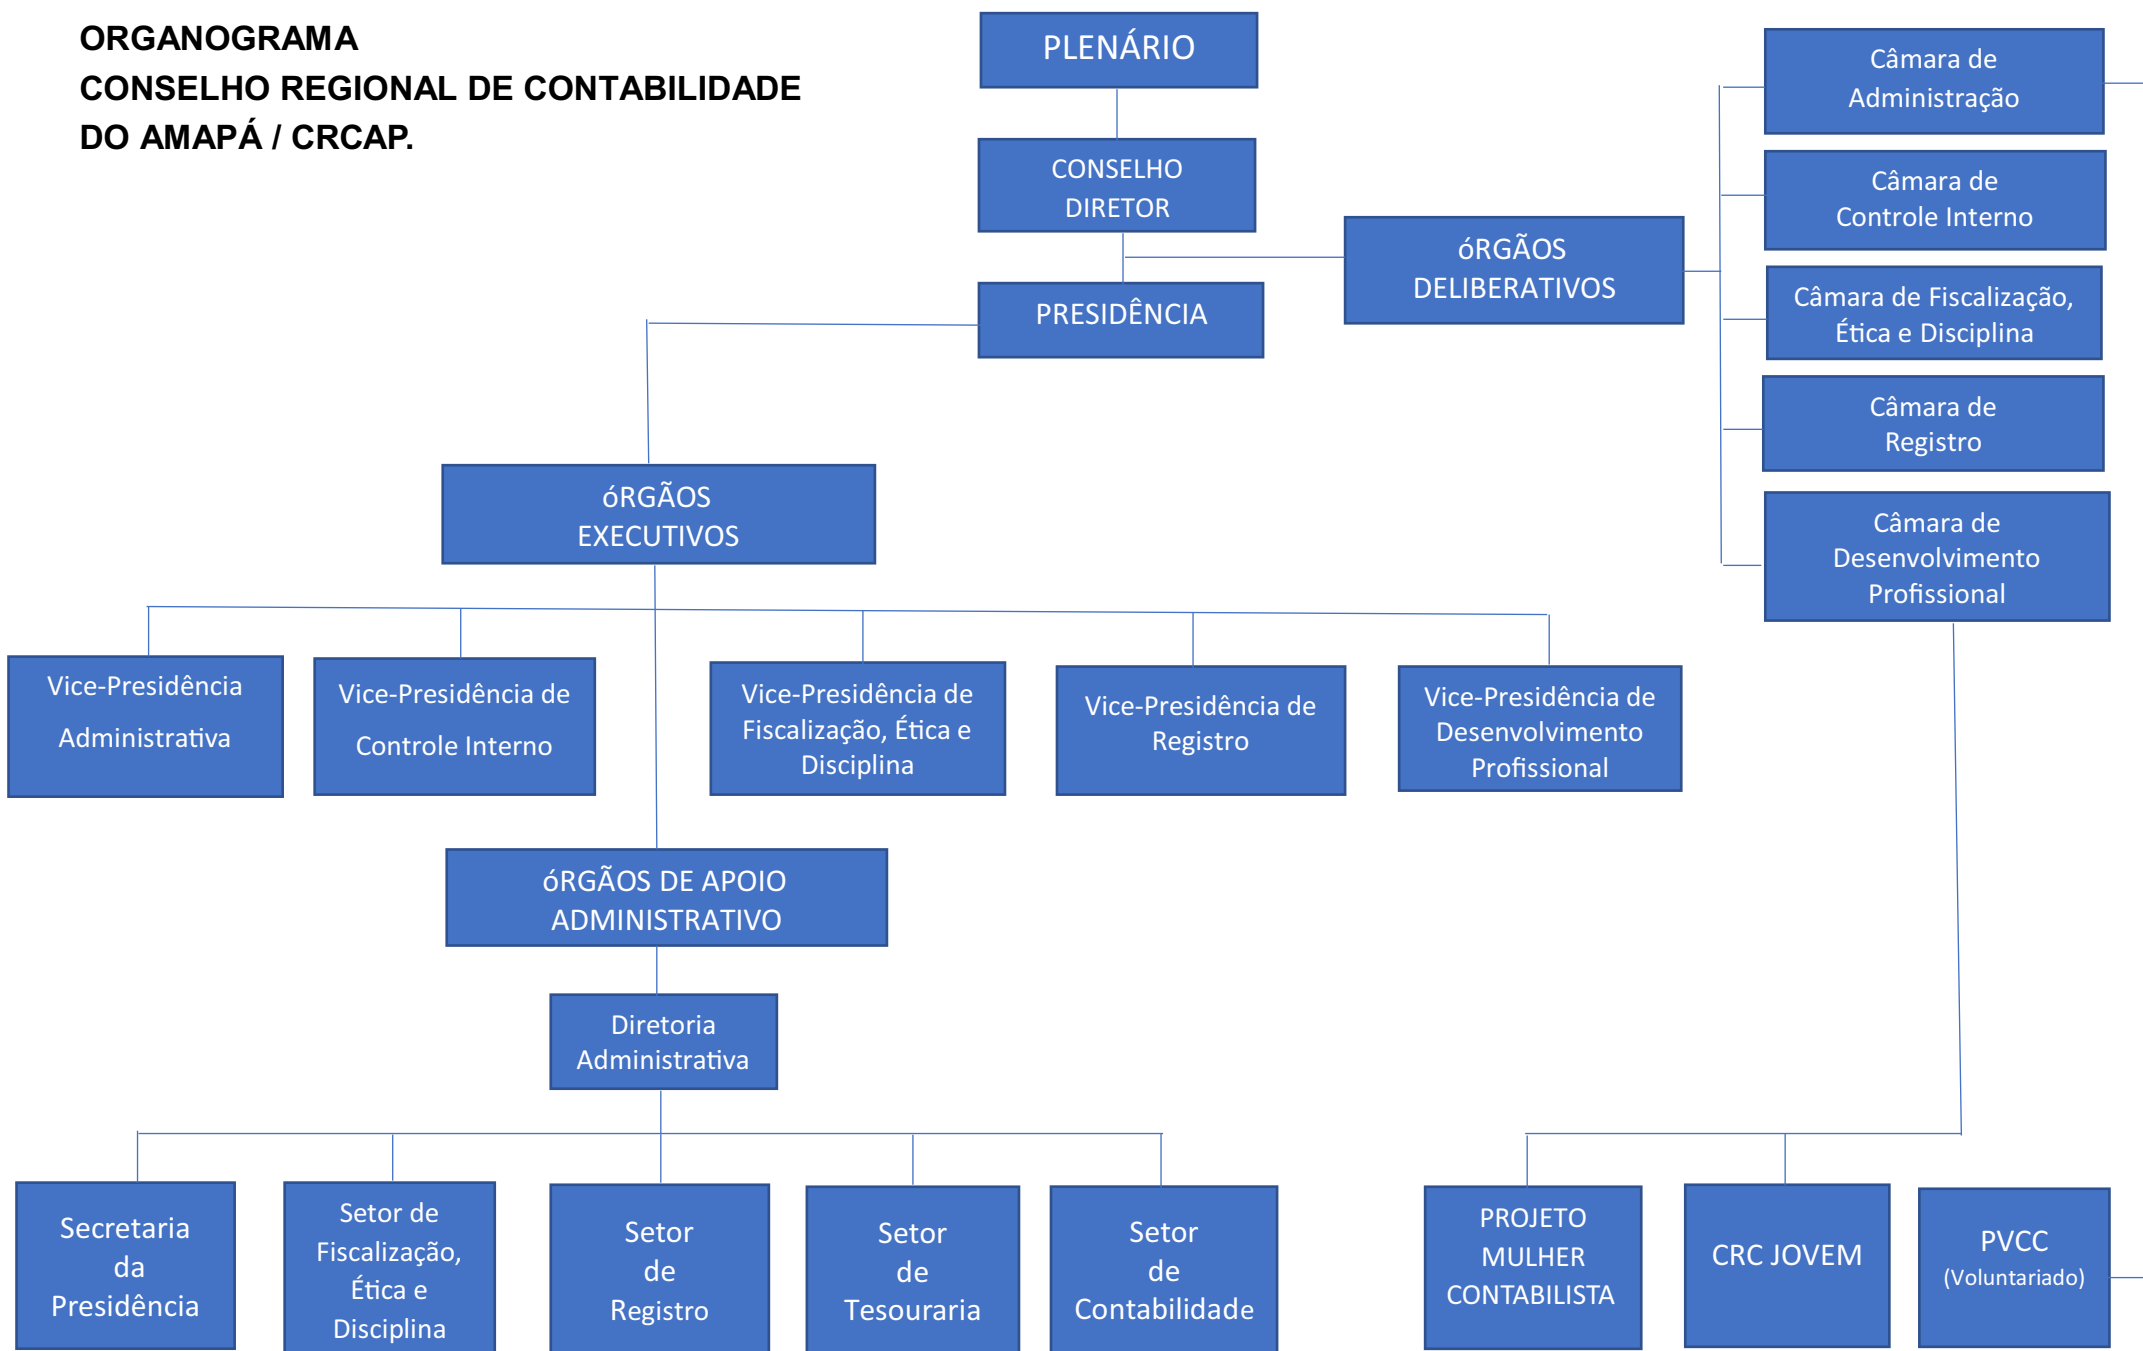 ORGANOGRAMA
CONSELHO REGIONAL DE CONTABILIDADE
DO AMAPÁ / CRCAP.
PLENÁRIO
CONSELHO
DIRETOR
PRESIDÊNCIA
óRGÃOS
DELIBERATIVOS
Câmara de
Administração
Câmara de
Controle Interno
Câmara de Fiscalização,
Ética e Disciplina
Câmara de
Registro
Câmara de
Desenvolvimento
Profissional
óRGÃOS
EXECUTIVOS
Vice-Presidência
Administrativa
Vice-Presidência de
Controle Interno
Vice-Presidência de
Fiscalização, Ética e
Disciplina
Vice-Presidência de
Registro
Vice-Presidência de
Desenvolvimento
Profissional
óRGÃOS DE APOIO
ADMINISTRATIVO
Diretoria
Administrativa
Secretaria
da
Presidência
Setor de
Fiscalização,
Ética e
Disciplina
Setor
de
Registro
Setor
de
Tesouraria
Setor
de
Contabilidade
PROJETO
MULHER
CONTABILISTA
CRC JOVEM
PVCC
(Voluntariado)